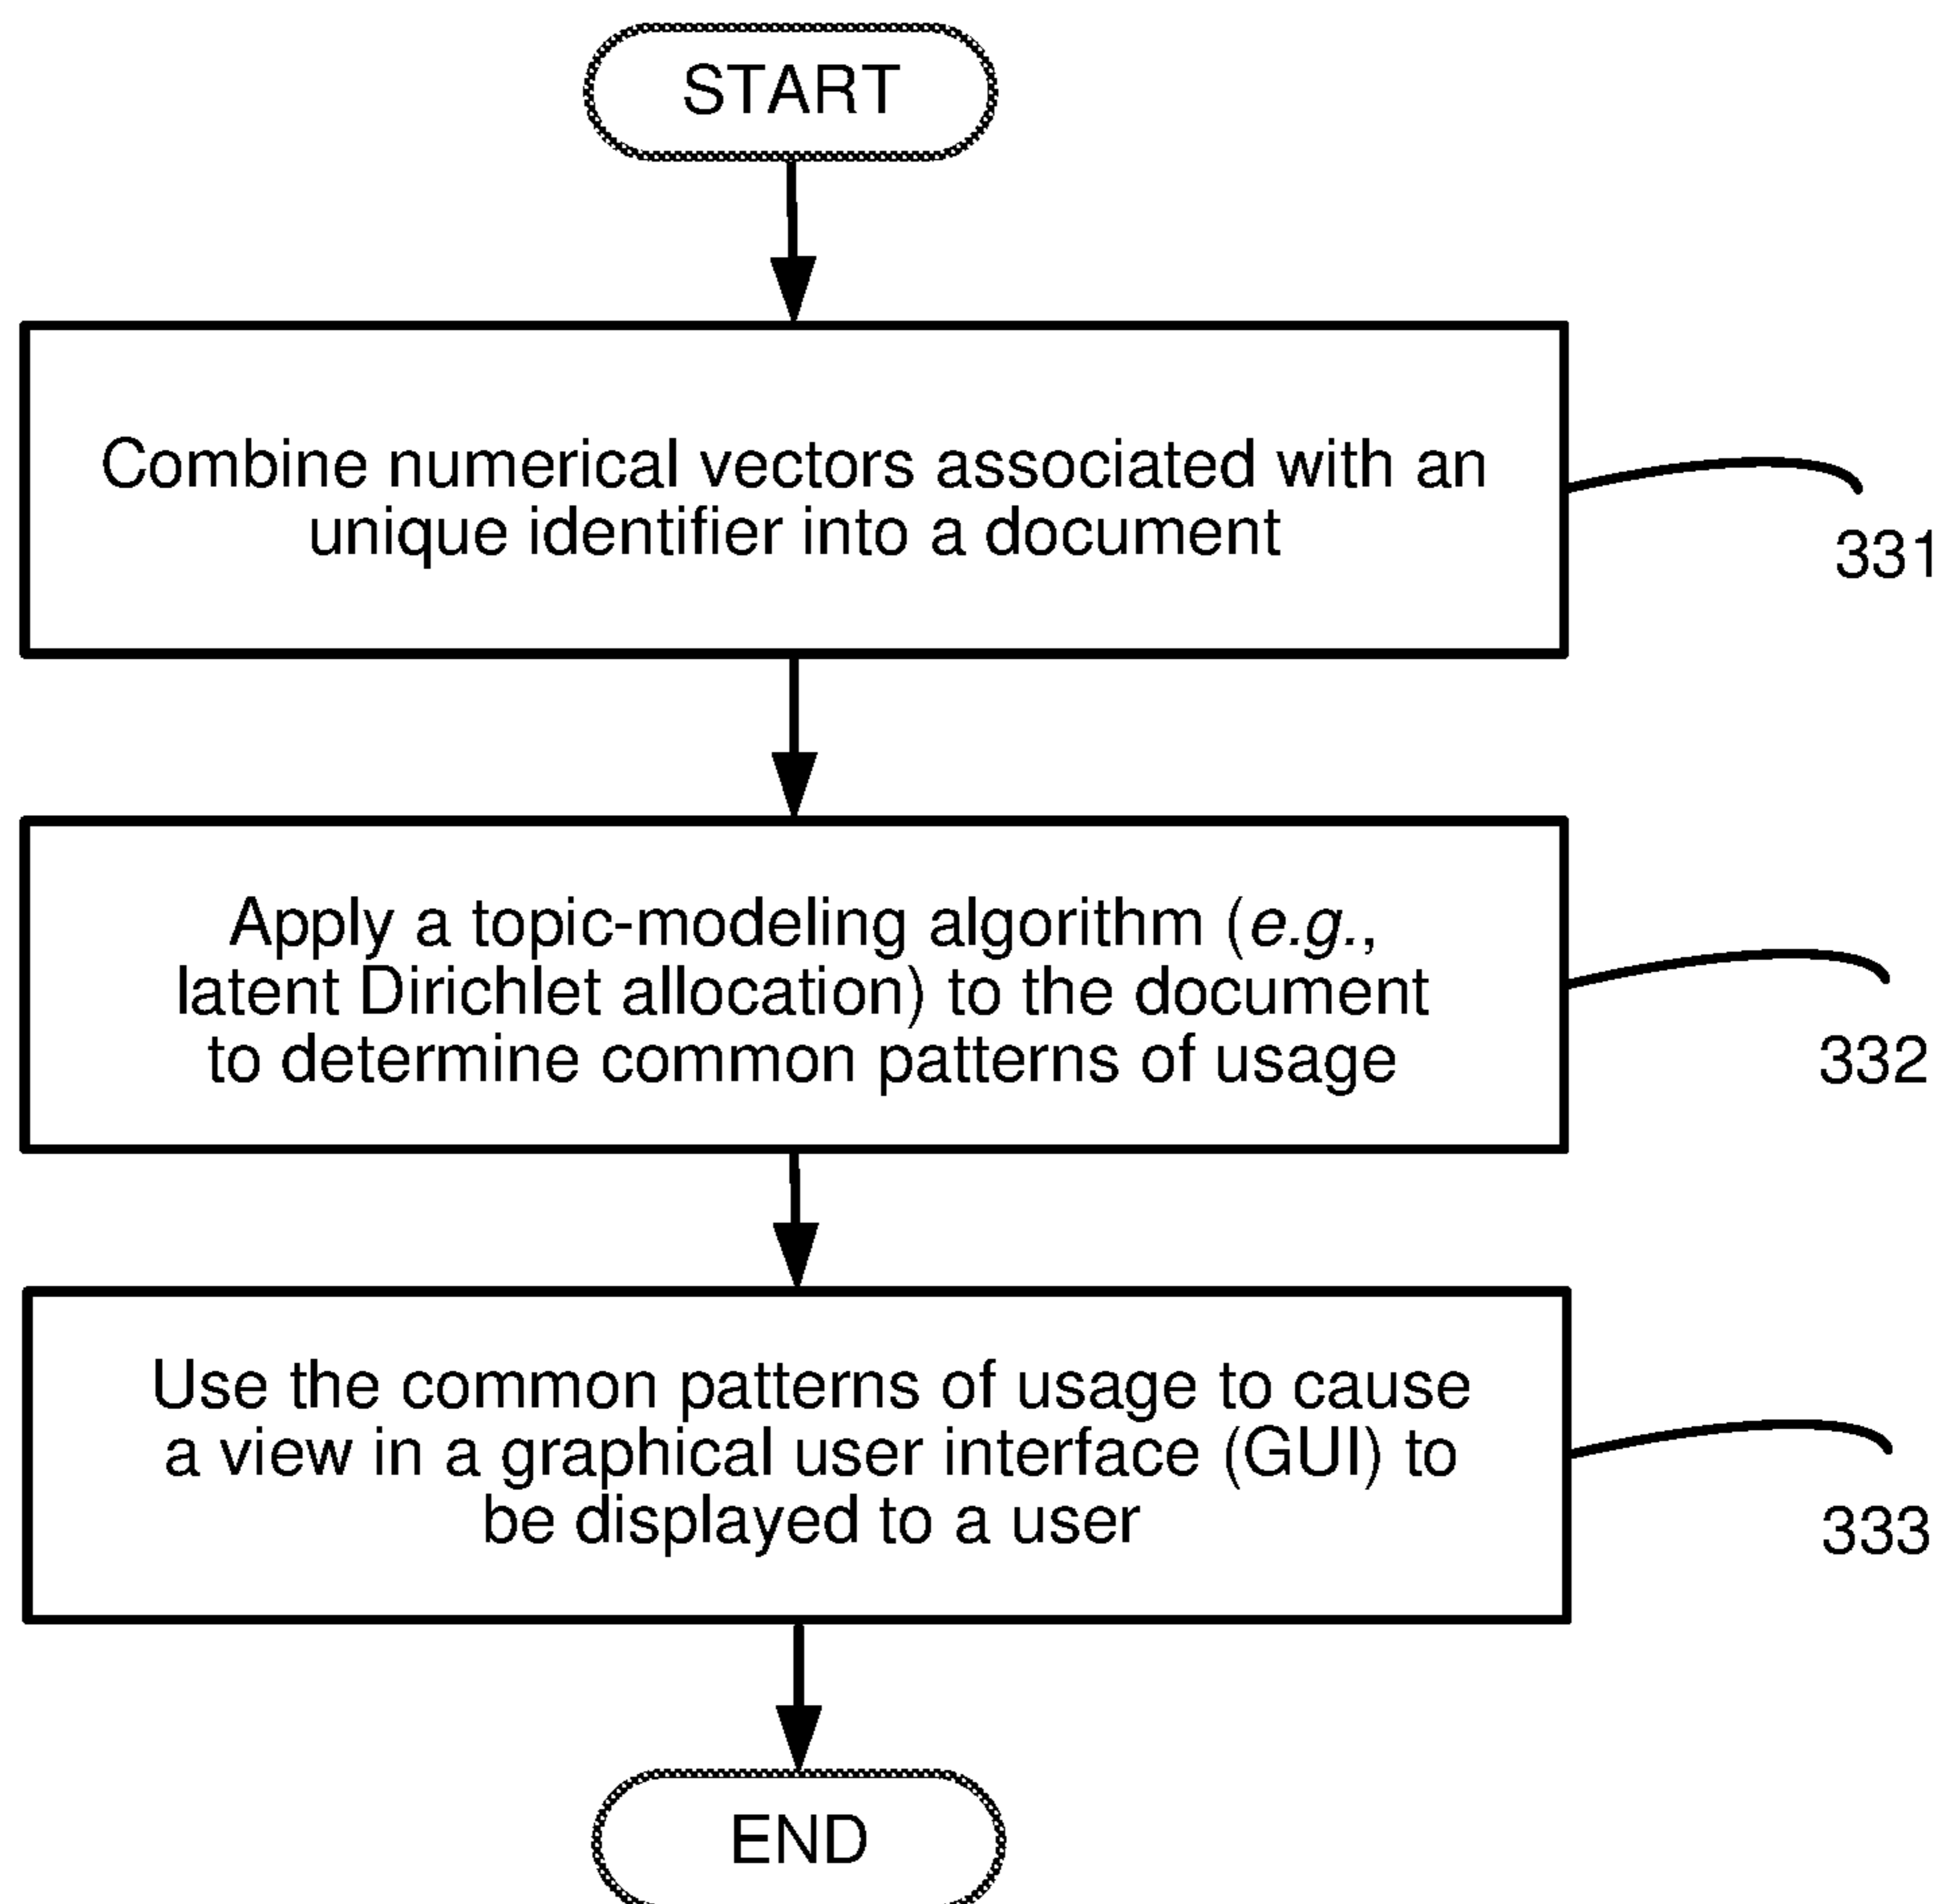 START
Combine numerical vectors associated with an
unique identifier into a document
331
Apply a topic-modeling algorithm (e.g.,
latent Dirichlet allocation) to the document
to determine common patterns of usage
332
Use the common patterns of usage to cause
a view in a graphical user interface (GUI) to
be displayed to a user
333
END